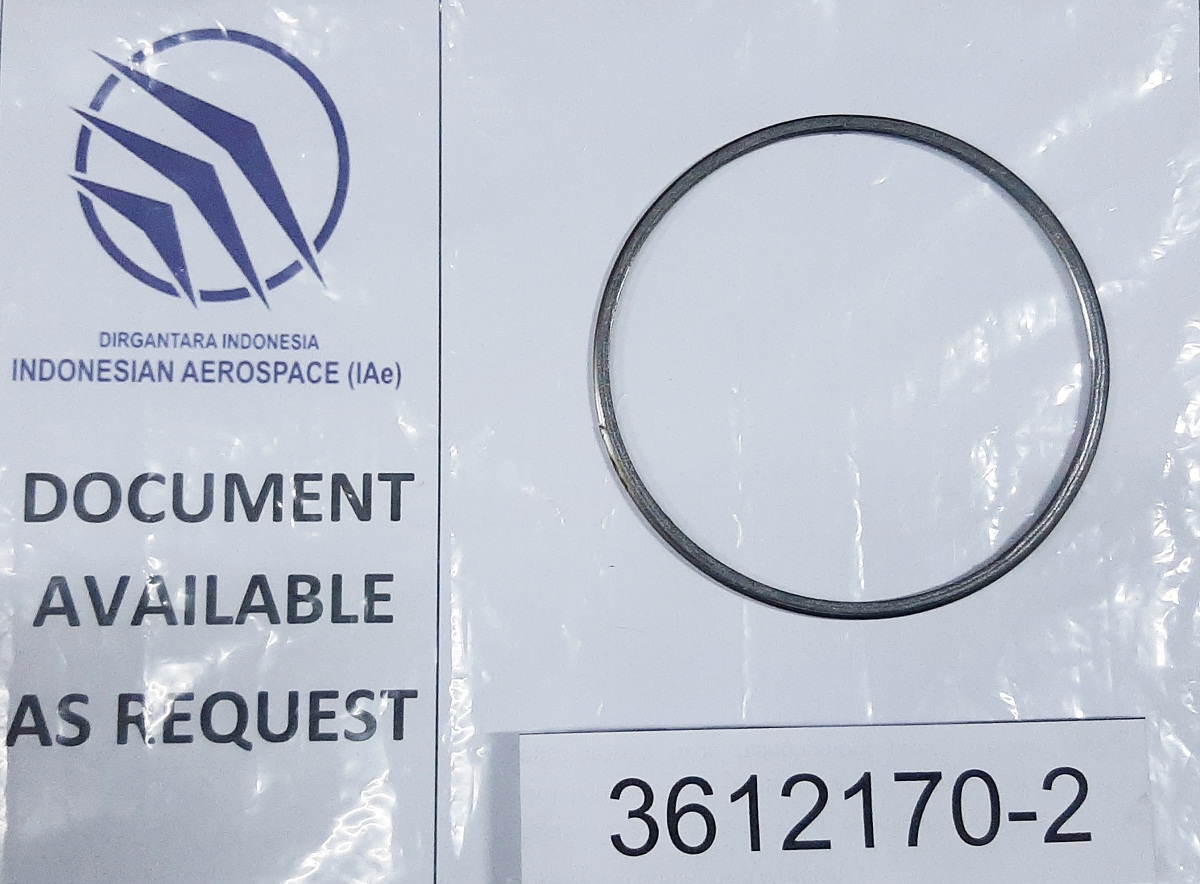 DIRGANTARA INDONESIA
INDONESIAN AEROSPACE (IAe)
DOCUMENT
AVAILABLE
AS REQUEST
3612170-2